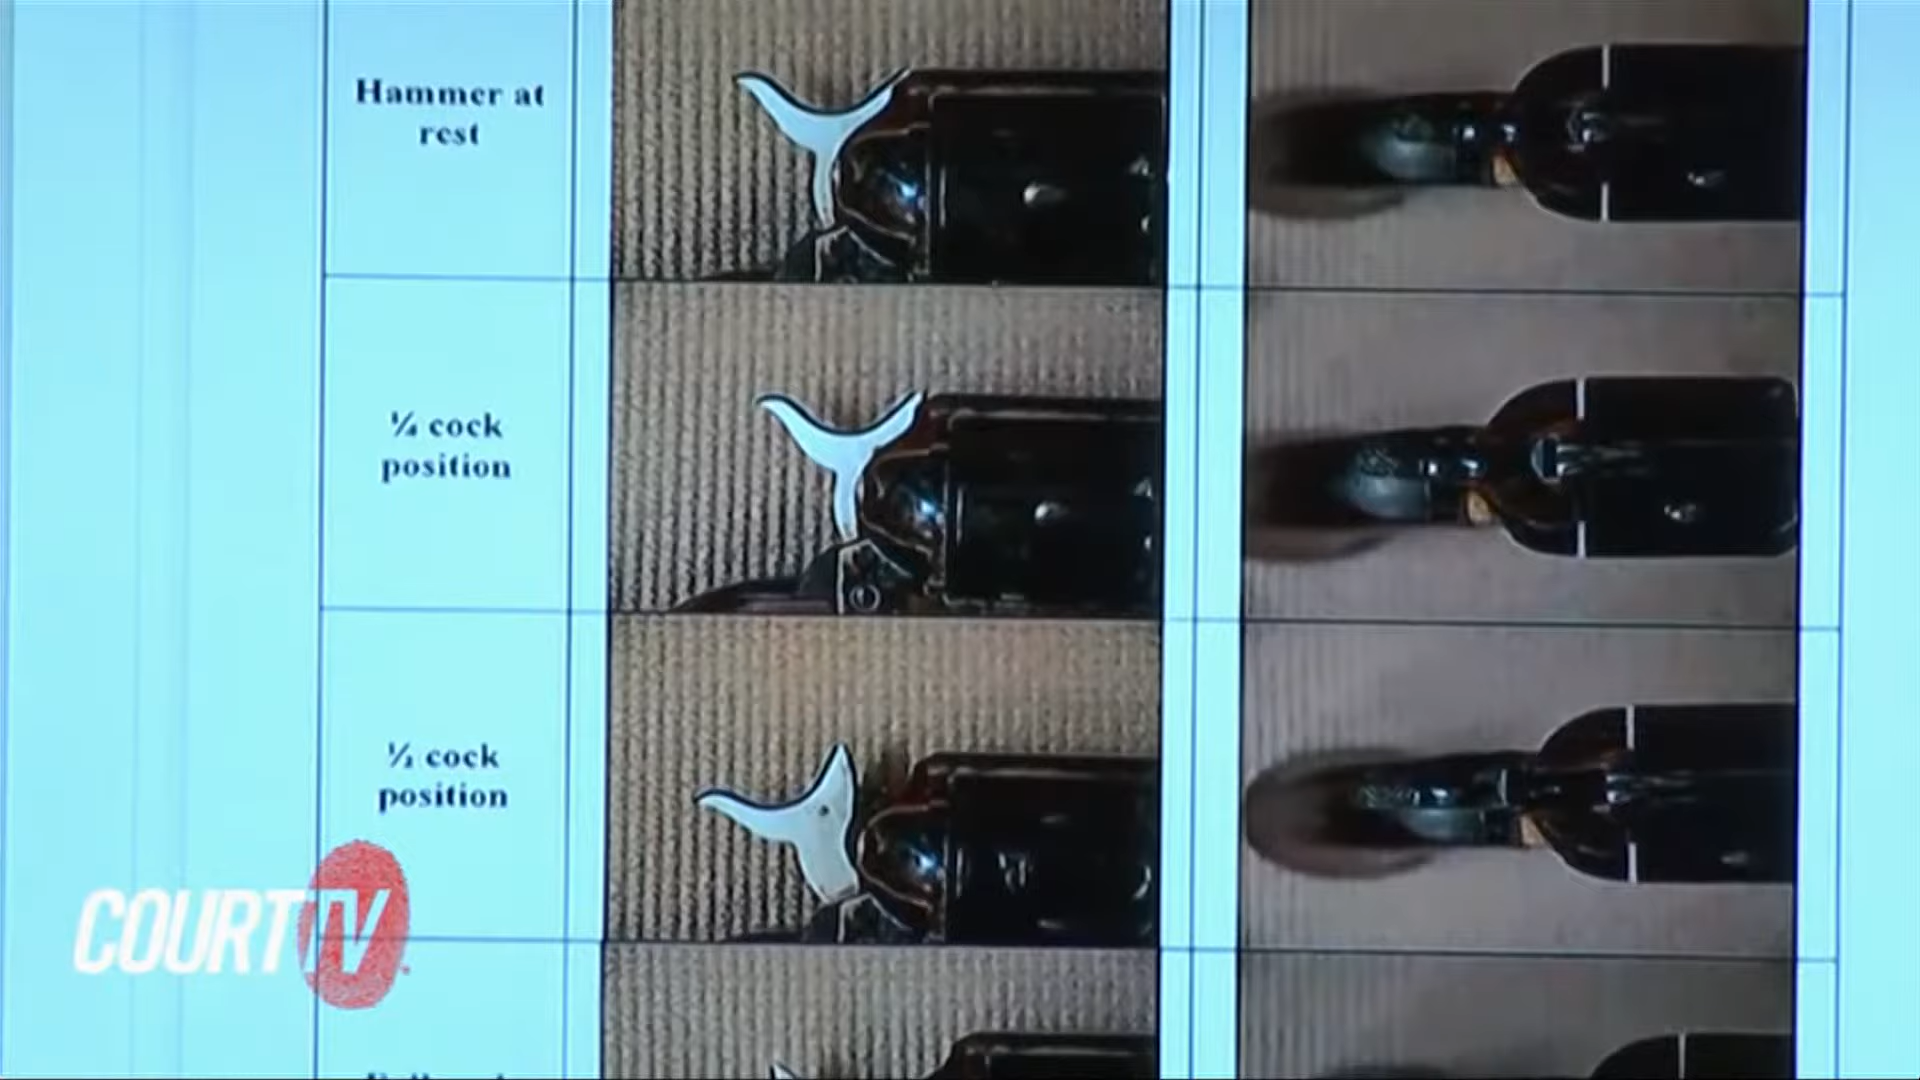 Hammer at
rest
¼ cock
position
½ cock
position
COURT TV